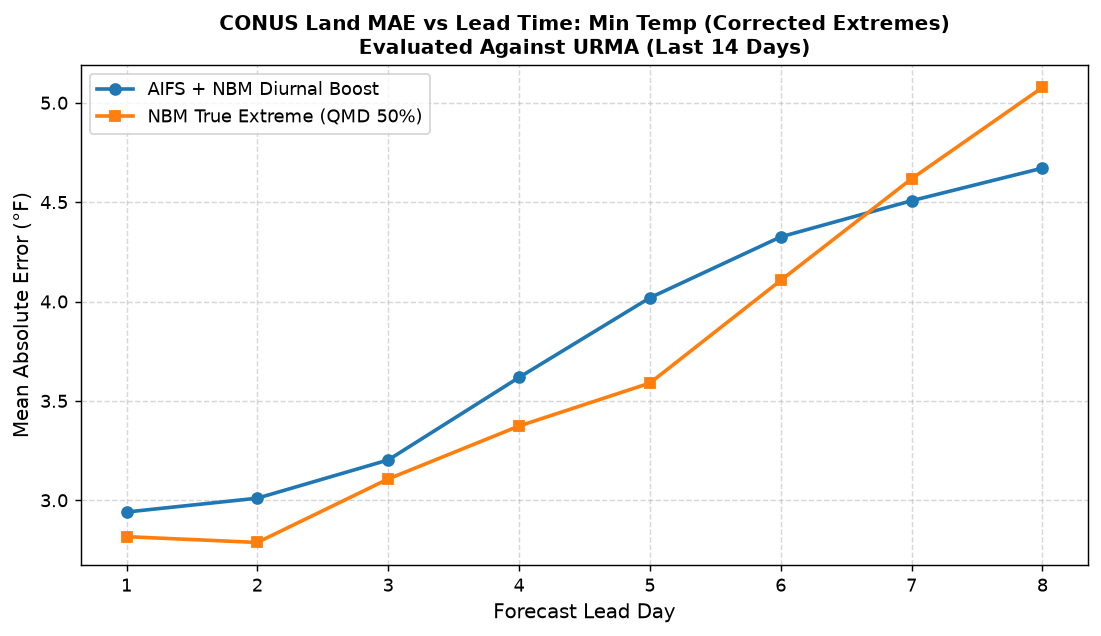 CONUS Land MAE vs Lead Time: Min Temp (Corrected Extremes)
Evaluated Against URMA (Last 14 Days)
AIFS + NBM Diurnal Boost
NBM True Extreme (QMD 50%)
Mean Absolute Error (°F)
5.0
4.5
4.0
3.5
3.0
1 2 3 4 5 6 7 8
Forecast Lead Day